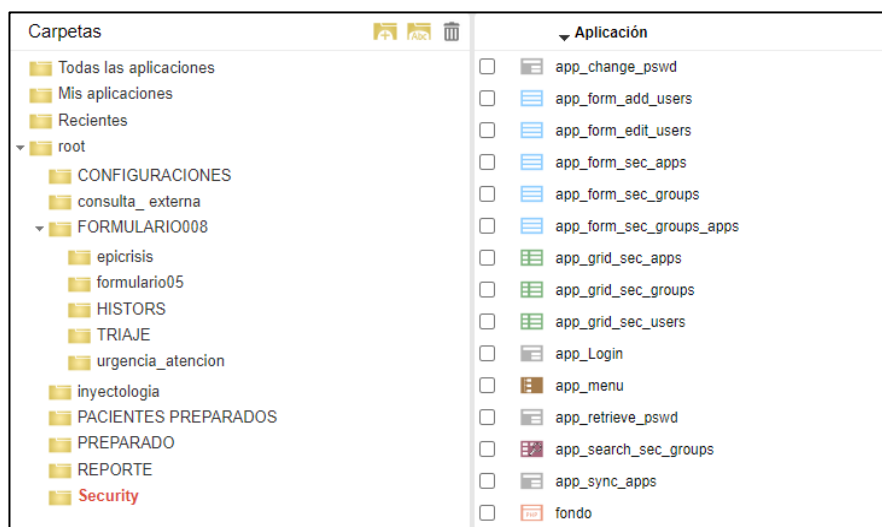 Carpetas
Abc
Todas las aplicaciones
Mis aplicaciones
Recientes
root
CONFIGURACIONES
consulta_ externa
FORMULARIO008
epicrisis
formulario05
HISTORS
TRIAJE
urgencia_atencion
inyectologia
PACIENTES PREPARADOS
PREPARADO
REPORTE
Security
Aplicación
app_change_pswd
app_form_add_users
app_form_edit_users
app_form_sec_apps
app_form_sec_groups
app_form_sec_groups_apps
app_grid_sec_apps
app_grid_sec_groups
app_grid_sec_users
app_Login
app_menu
app_retrieve_pswd
app_search_sec_groups
app_sync_apps
fondo